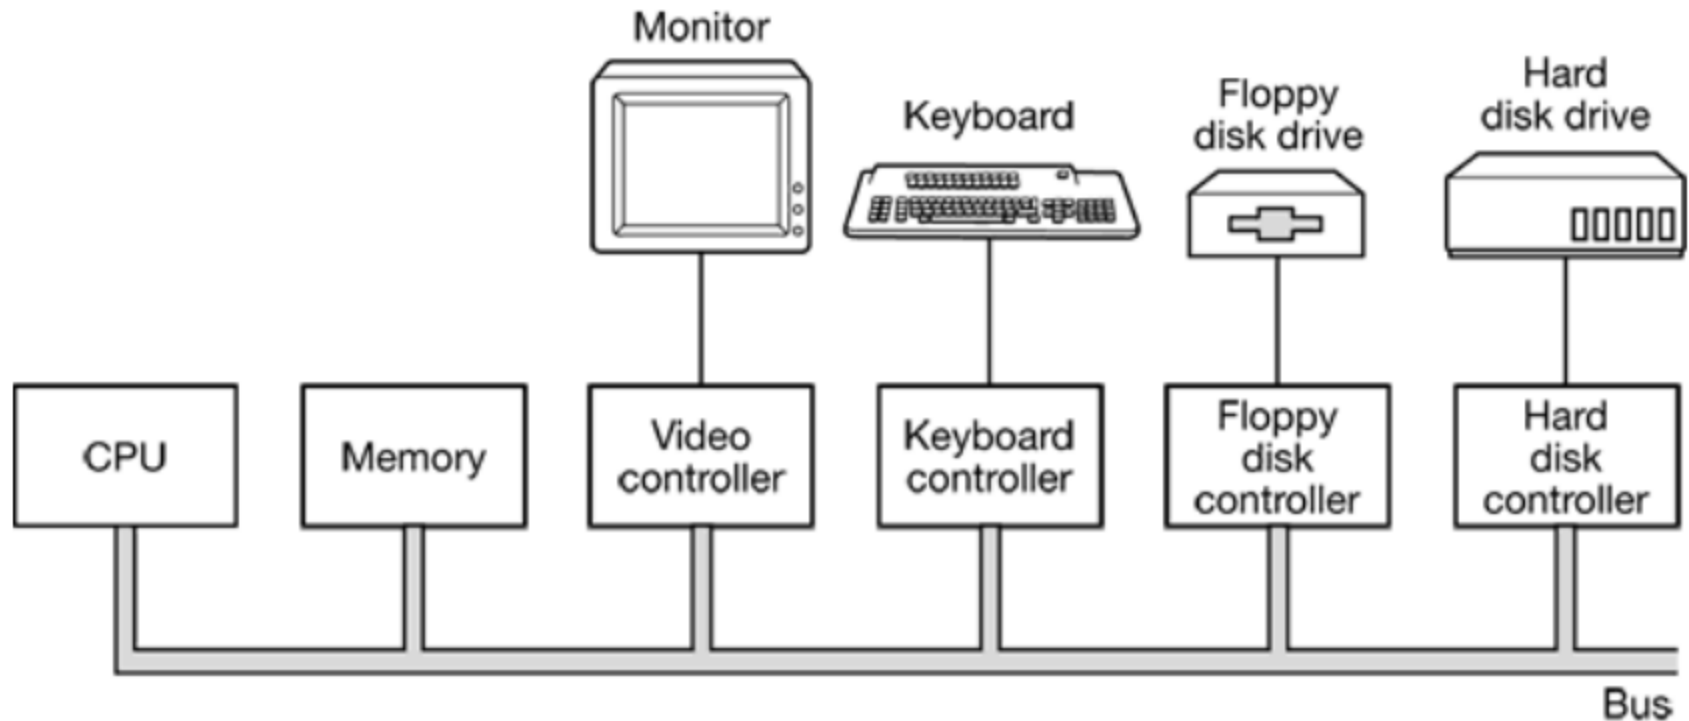 Monitor
Keyboard
Floppy
disk drive
Hard
disk drive
CPU
Memory
Video
controller
Keyboard
controller
Floppy
disk
controller
Hard
disk
controller
Bus